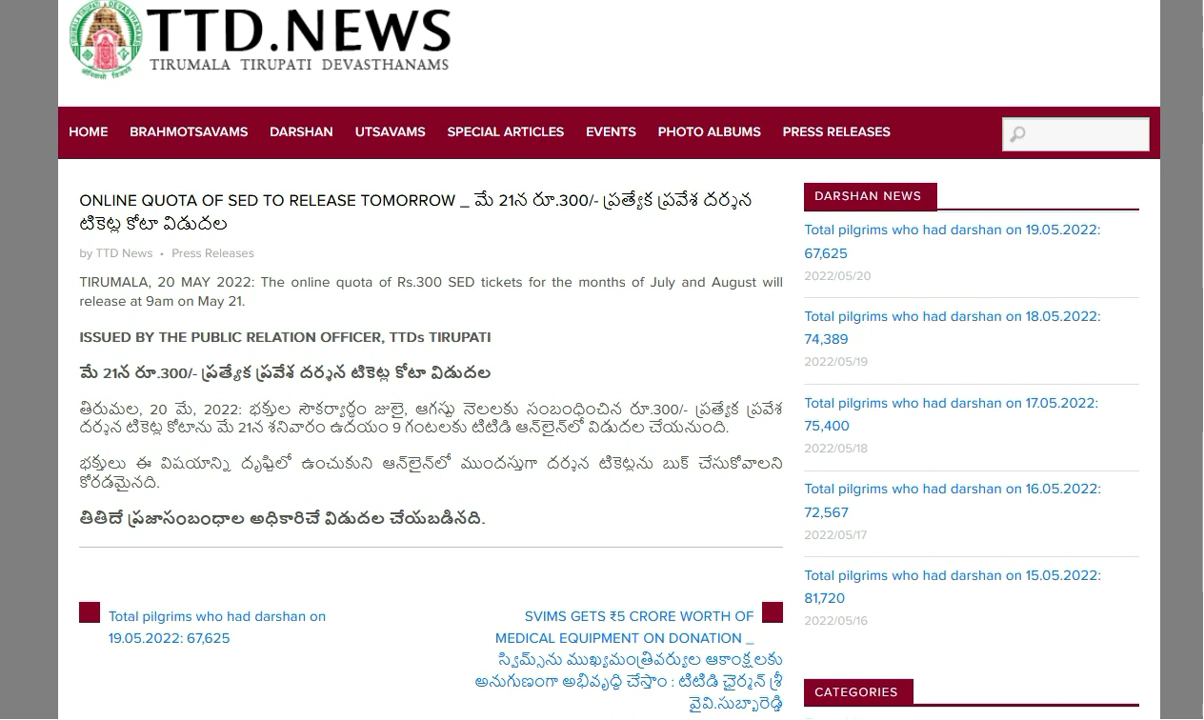 TTD.NEWS
TIRUMALA TIRUPATI DEVASTHANAMS
HOME BRAHMOTSAVAMS DARSHAN UTSAVAMS SPECIAL ARTICLES EVENTS PHOTO ALBUMS PRESS RELEASES
ONLINE QUOTA OF SED TO RELEASE TOMORROW _ మే 21న రూ.300/- ప్రత్యేక ప్రవేశ దర్శన
టికెట్ల కోటా విడుదల
by TTD News • Press Releases
TIRUMALA, 20 MAY 2022: The online quota of Rs.300 SED tickets for the months of July and August will
release at 9am on May 21.
ISSUED BY THE PUBLIC RELATION OFFICER, TTDs TIRUPATI
మే 21న రూ.300/- ప్రత్యేక ప్రవేశ దర్శన టికెట్ల కోటా విడుదల
తిరుమల, 20 మే, 2022: భక్తుల సౌకర్యార్థం జులై, ఆగస్టు నెలలకు సంబంధించిన రూ.300/- ప్రత్యేక ప్రవేశ
దర్శన టికెట్ల కోటాను మే 21న శనివారం ఉదయం 9 గంటలకు టిటిడి ఆన్‌లైన్‌లో విడుదల చేయనుంది.
భక్తులు ఈ విషయాన్ని దృష్టిలో ఉంచుకుని ఆన్‌లైన్‌లో ముందస్తుగా దర్శన టికెట్లను బుక్ చేసుకోవాలని
కోరడమైనది.
తితిదే ప్రజాసంబంధాల అధికారిచే విడుదల చేయబడినది.
Total pilgrims who had darshan on
19.05.2022: 67,625
SVIMS GETS ₹5 CRORE WORTH OF
MEDICAL EQUIPMENT ON DONATION _
స్విమ్స్‌ను ముఖ్యమంత్రివర్యుల ఆకాంక్షలకు
అనుగుణంగా అభివృద్ధి చేస్తాం : టిటిడి ఛైర్మన్ శ్రీ
వైవి.సుబ్బారెడ్డి
DARSHAN NEWS
Total pilgrims who had darshan on 19.05.2022:
67,625
2022/05/20
Total pilgrims who had darshan on 18.05.2022:
74,389
2022/05/19
Total pilgrims who had darshan on 17.05.2022:
75,400
2022/05/18
Total pilgrims who had darshan on 16.05.2022:
72,567
2022/05/17
Total pilgrims who had darshan on 15.05.2022:
81,720
2022/05/16
CATEGORIES